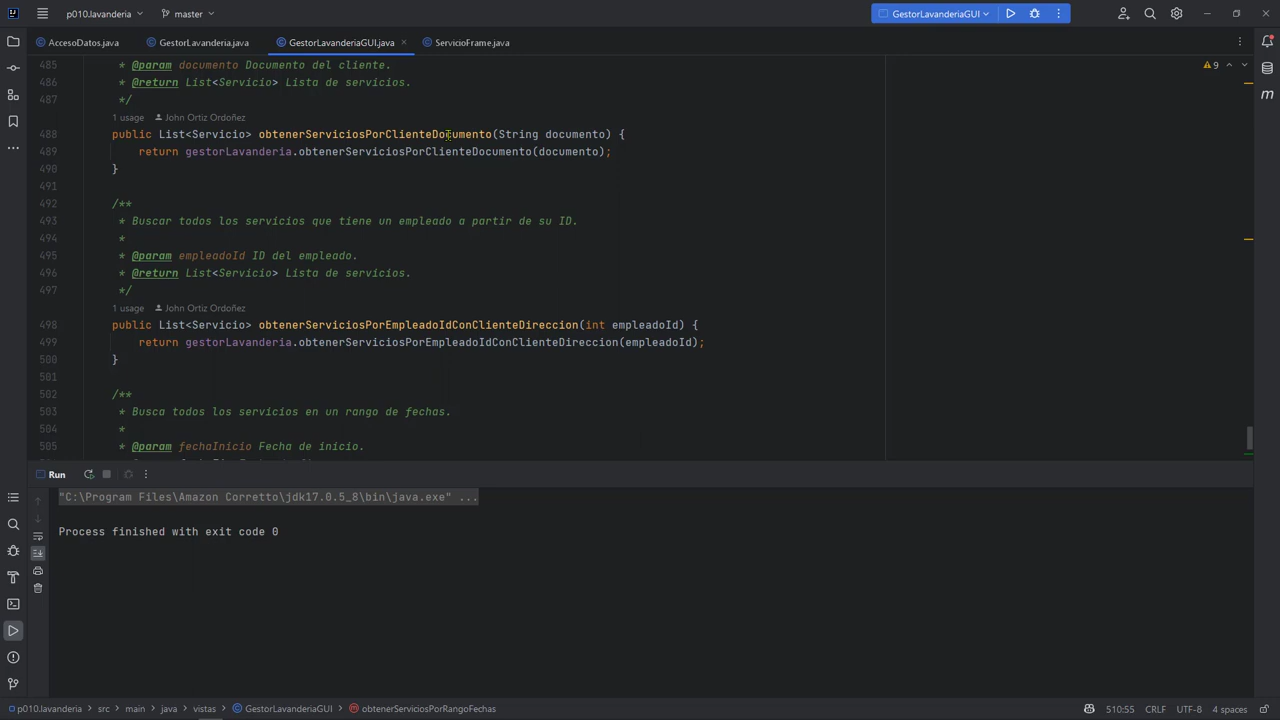 p010.lavanderia master GestorLavanderiaGUI
AccesoDatos.java GestorLavanderia.java GestorLavanderiaGUI.java ServicioFrame.java
485 * @param documento Documento del cliente. 9
486 * @return List<Servicio> Lista de servicios.
487 */
1 usage John Ortiz Ordoñez
488 public List<Servicio> obtenerServiciosPorClienteDocumento(String documento) {
489 return gestorLavanderia.obtenerServiciosPorClienteDocumento(documento);
490 }
491
492 /**
493 * Buscar todos los servicios que tiene un empleado a partir de su ID.
494 *
495 * @param empleadoId ID del empleado.
496 * @return List<Servicio> Lista de servicios.
497 */
1 usage John Ortiz Ordoñez
498 public List<Servicio> obtenerServiciosPorEmpleadoIdConClienteDireccion(int empleadoId) {
499 return gestorLavanderia.obtenerServiciosPorEmpleadoIdConClienteDireccion(empleadoId);
500 }
501
502 /**
503 * Busca todos los servicios en un rango de fechas.
504 *
505 * @param fechaInicio Fecha de inicio.
Run
"C:\Program Files\Amazon Corretto\jdk17.0.5_8\bin\java.exe" ...
Process finished with exit code 0
p010.lavanderia > src > main > java > vistas > GestorLavanderiaGUI > obtenerServiciosPorRangoFechas 510:55 CRLF UTF-8 4 spaces